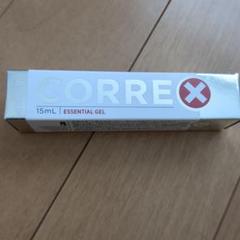 CORREX
15mL | ESSENTIAL GEL